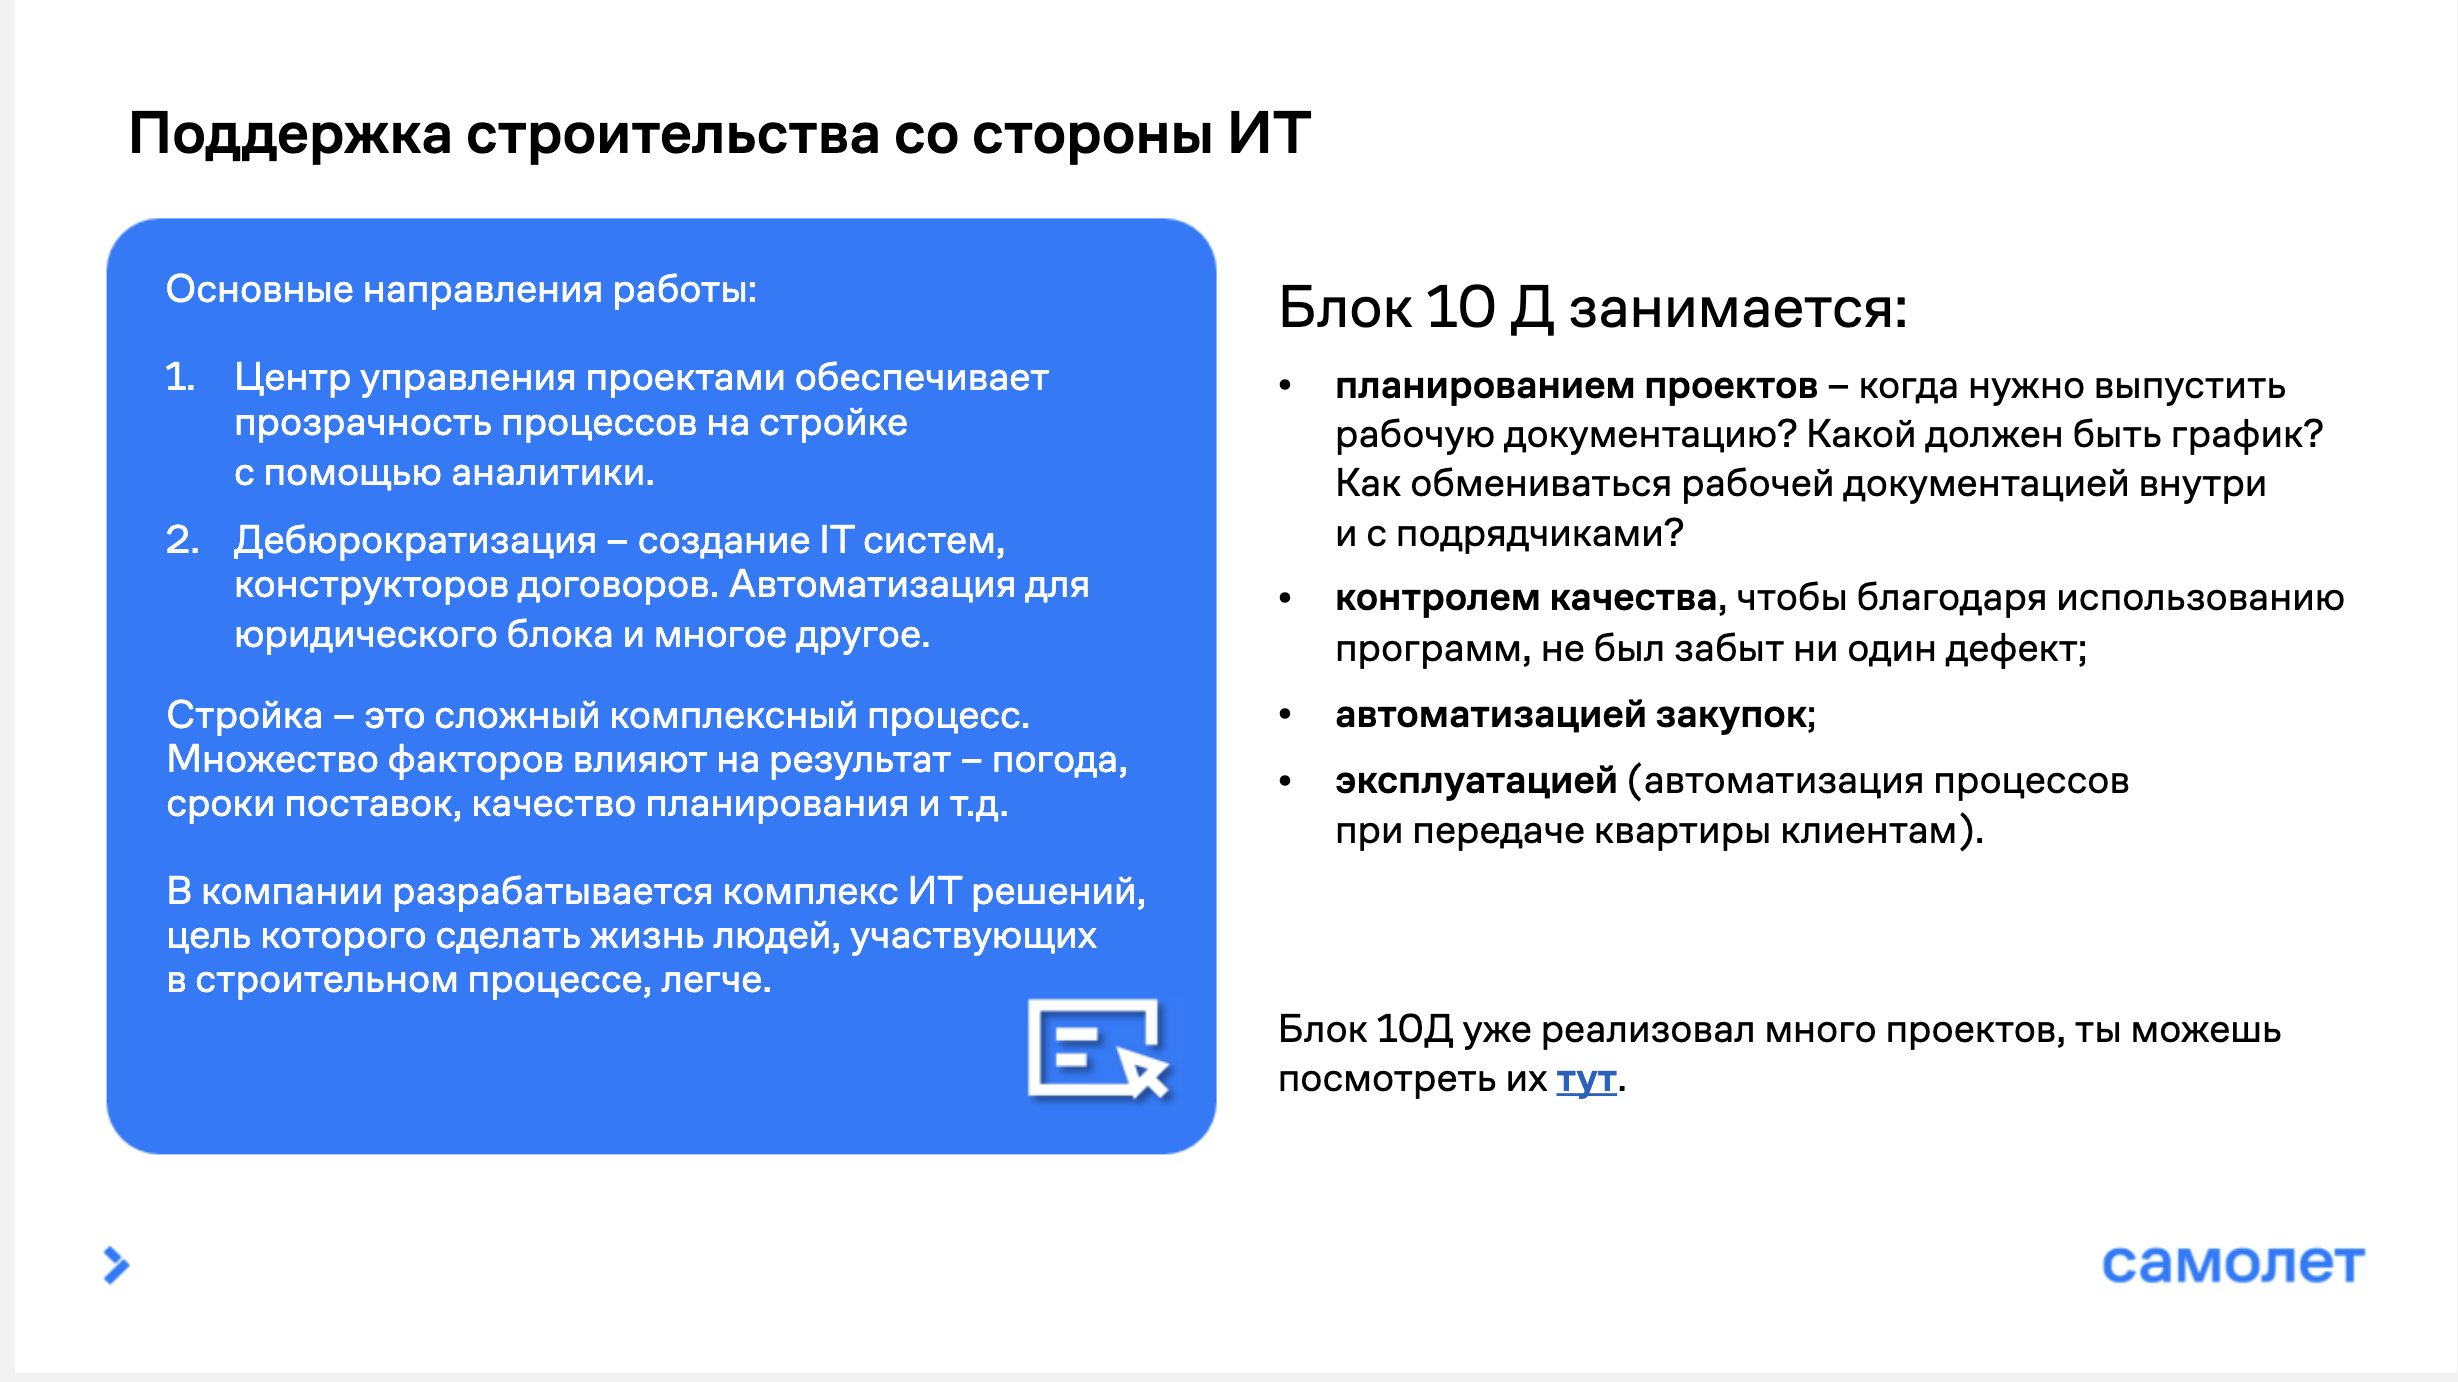 Поддержка строительства со стороны ИТ
Основные направления работы:
1. Центр управления проектами обеспечивает
прозрачность процессов на стройке
с помощью аналитики.
2. Дебюрократизация – создание IT систем,
конструкторов договоров. Автоматизация для
юридического блока и многое другое.
Стройка – это сложный комплексный процесс.
Множество факторов влияют на результат – погода,
сроки поставок, качество планирования и т.д.
В компании разрабатывается комплекс ИТ решений,
цель которого сделать жизнь людей, участвующих
в строительном процессе, легче.
Блок 10 Д занимается:
• планированием проектов – когда нужно выпустить
рабочую документацию? Какой должен быть график?
Как обмениваться рабочей документацией внутри
и с подрядчиками?
• контролем качества, чтобы благодаря использованию
программ, не был забыт ни один дефект;
• автоматизацией закупок;
• эксплуатацией (автоматизация процессов
при передаче квартиры клиентам).
Блок 10Д уже реализовал много проектов, ты можешь
посмотреть их тут.
самолет